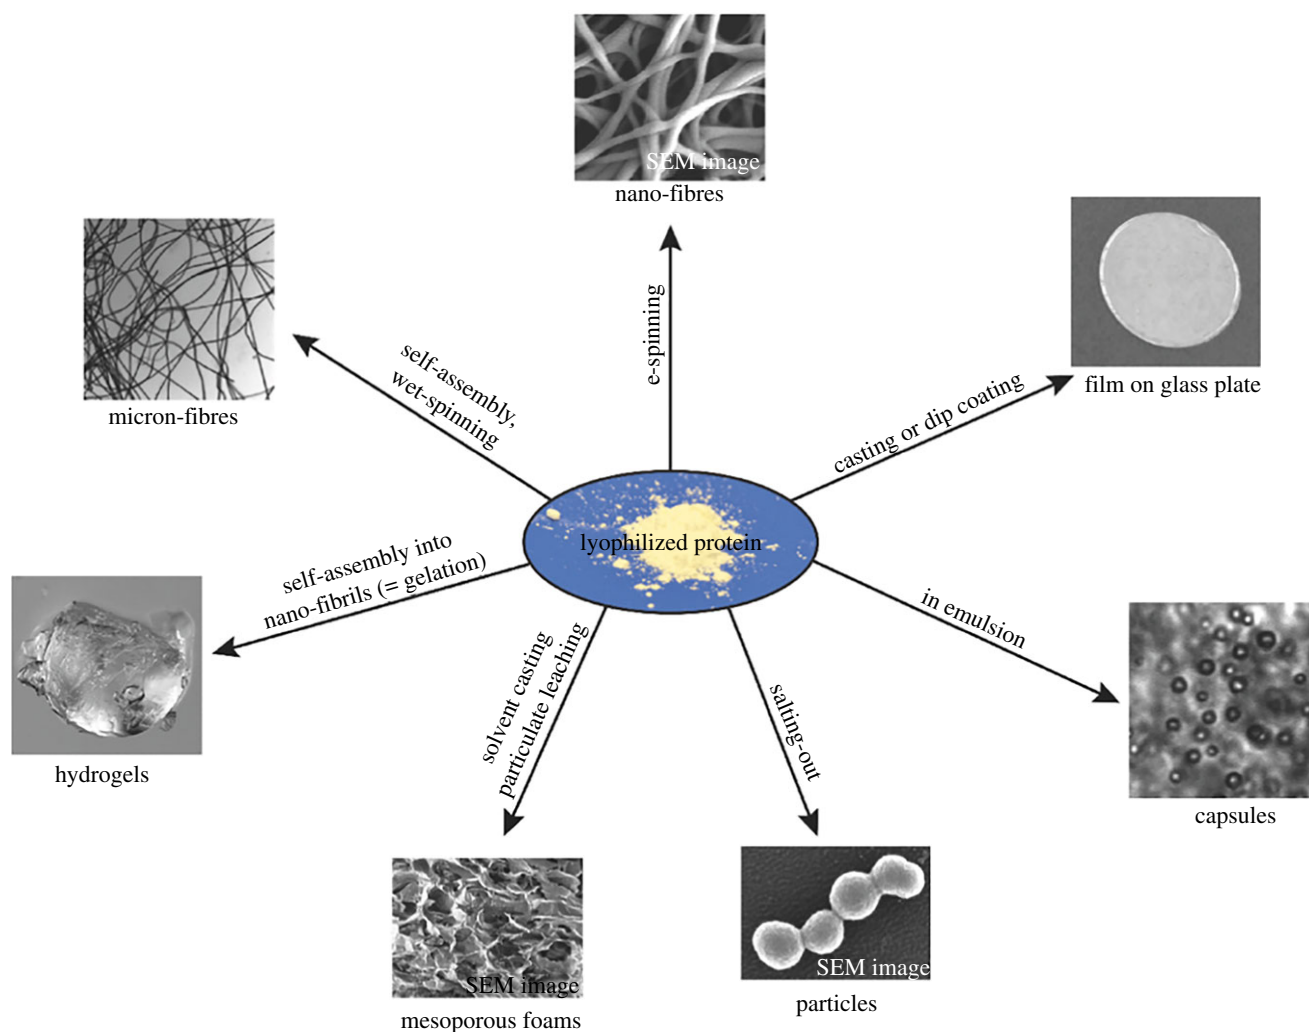 SEM image
nano-fibres
e-spinning
film on glass plate
casting or dip coating
micron-fibres
self-assembly,
wet-spinning
lyophilized protein
self-assembly into
nano-fibrils (= gelation)
hydrogels
in emulsion
capsules
solvent casting
particulate leaching
salting-out
SEM image
mesoporous foams
SEM image
particles